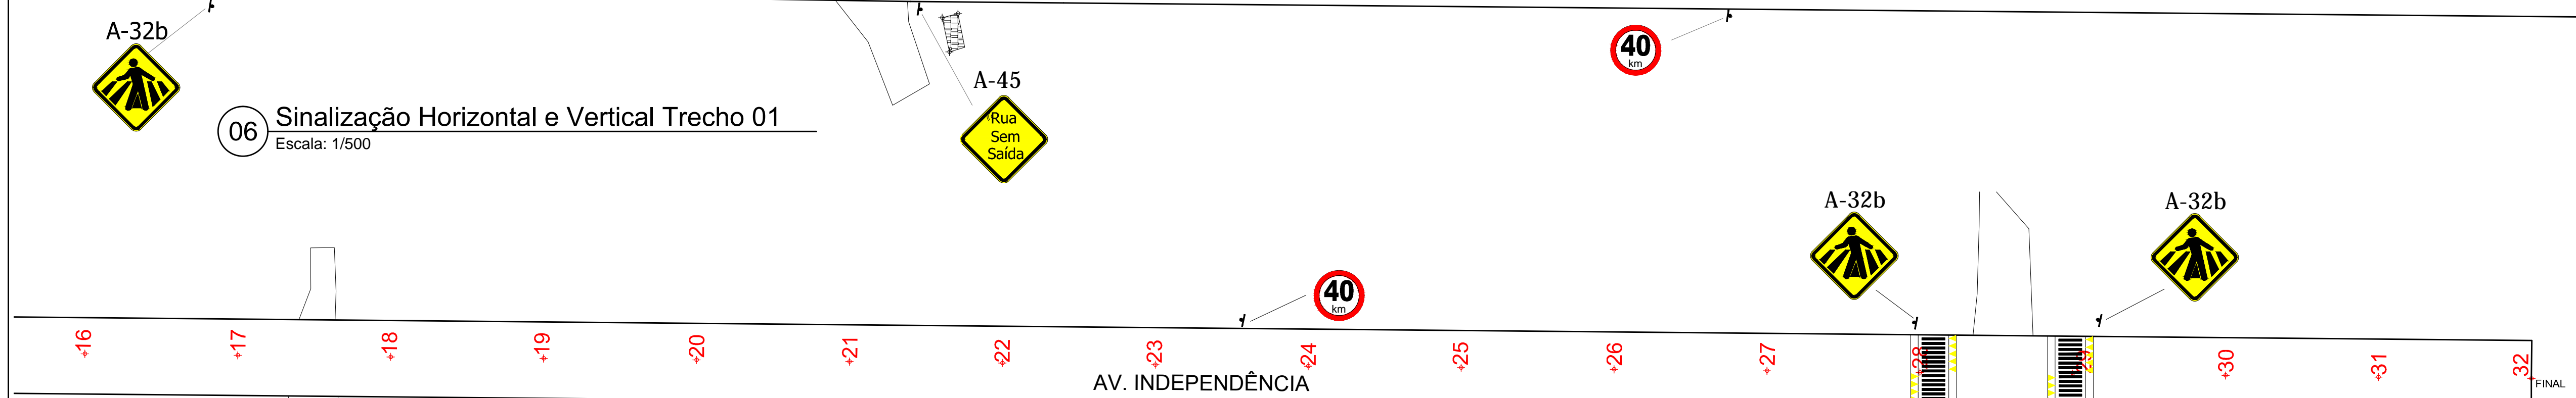 A-32b
06
Sinalização Horizontal e Vertical Trecho 01
Escala: 1/500
A-45
Rua
Sem
Saída
40
km
A-32b
A-32b
40
km
16
17
18
19
20
21
22
23
24
25
26
27
28
29
30
31
32
AV. INDEPENDÊNCIA
FINAL